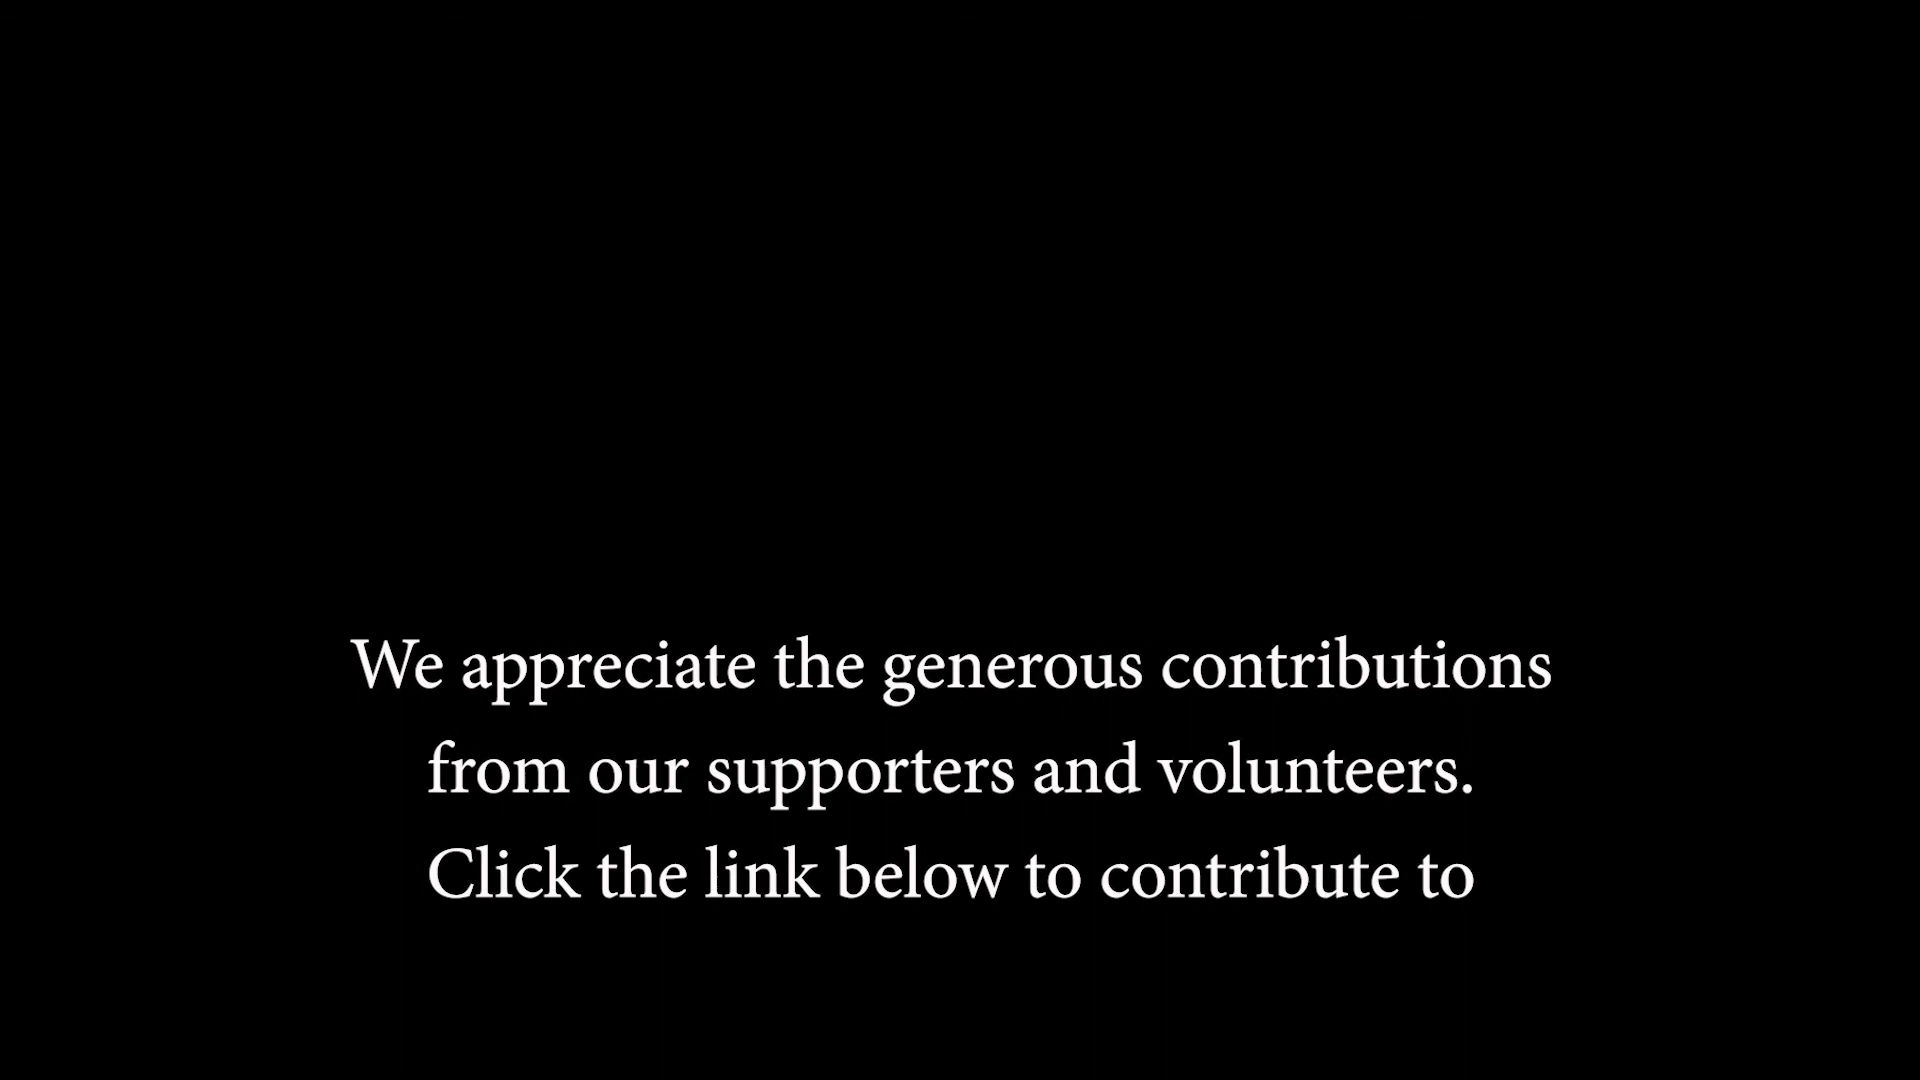 We appreciate the generous contributions
from our supporters and volunteers.
Click the link below to contribute to